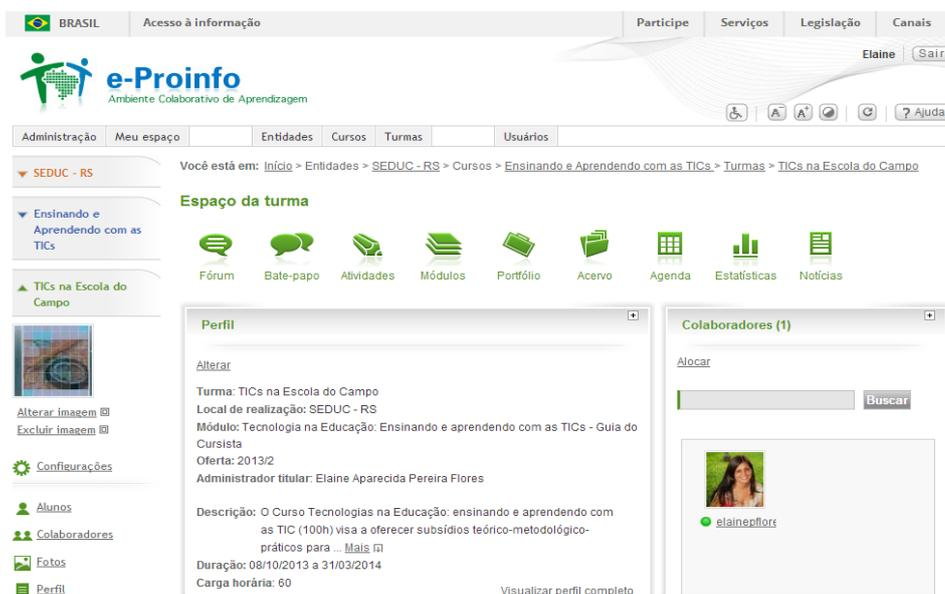 BRASIL Acesso à informação Participe Serviços Legislação Canais
Elaine Sair
e-Proinfo
Ambiente Colaborativo de Aprendizagem
A- A+ ? Ajuda
Administração Meu espaço Entidades Cursos Turmas Usuários
Você está em: Início > Entidades > SEDUC - RS > Cursos > Ensinando e Aprendendo com as TICs > Turmas > TICs na Escola do Campo
SEDUC - RS
Ensinando e
Aprendendo com as
TICs
TICs na Escola do
Campo
Alterar imagem
Excluir imagem
Configurações
Alunos
Colaboradores
Fotos
Perfil
Espaço da turma
Fórum Bate-papo Atividades Módulos Portfólio Acervo Agenda Estatísticas Notícias
Perfil
Alterar
Turma: TICs na Escola do Campo
Local de realização: SEDUC - RS
Módulo: Tecnologia na Educação: Ensinando e aprendendo com as TICs - Guia do
Cursista
Oferta: 2013/2
Administrador titular: Elaine Aparecida Pereira Flores
Descrição: O Curso Tecnologias na Educação: ensinando e aprendendo com
as TIC (100h) visa a oferecer subsídios teórico-metodológico-
práticos para ... Mais
Duração: 08/10/2013 a 31/03/2014
Carga horária: 60
Visualizar perfil completo
Colaboradores (1)
Alocar
Buscar
elainepflore